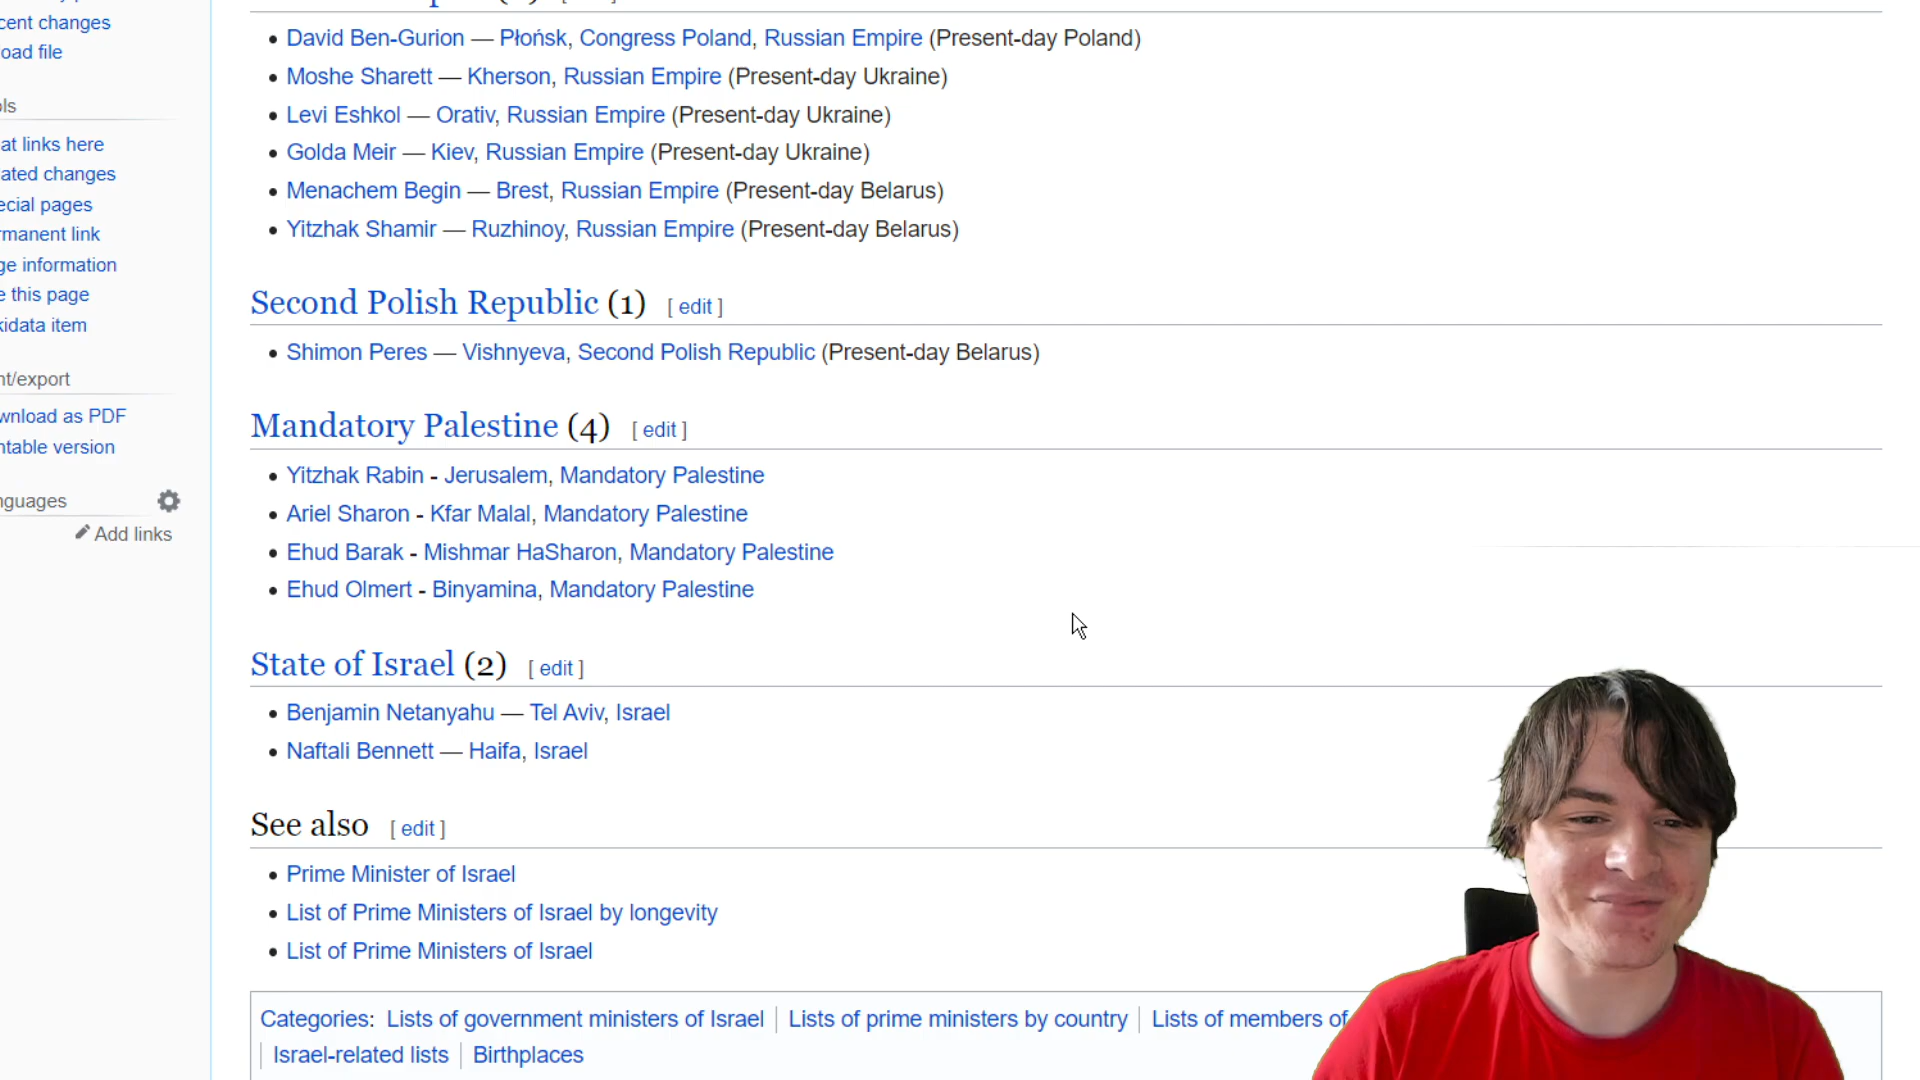 cent changes
oad file
ls
at links here
ated changes
ecial pages
rmanent link
ge information
e this page
kidata item
nt/export
wnload as PDF
ntable version
nguages
Add links
David Ben-Gurion — Płońsk, Congress Poland, Russian Empire (Present-day Poland)
Moshe Sharett — Kherson, Russian Empire (Present-day Ukraine)
Levi Eshkol — Orativ, Russian Empire (Present-day Ukraine)
Golda Meir — Kiev, Russian Empire (Present-day Ukraine)
Menachem Begin — Brest, Russian Empire (Present-day Belarus)
Yitzhak Shamir — Ruzhinoy, Russian Empire (Present-day Belarus)
Second Polish Republic (1) [ edit ]
Shimon Peres — Vishnyeva, Second Polish Republic (Present-day Belarus)
Mandatory Palestine (4) [ edit ]
Yitzhak Rabin - Jerusalem, Mandatory Palestine
Ariel Sharon - Kfar Malal, Mandatory Palestine
Ehud Barak - Mishmar HaSharon, Mandatory Palestine
Ehud Olmert - Binyamina, Mandatory Palestine
State of Israel (2) [ edit ]
Benjamin Netanyahu — Tel Aviv, Israel
Naftali Bennett — Haifa, Israel
See also [ edit ]
Prime Minister of Israel
List of Prime Ministers of Israel by longevity
List of Prime Ministers of Israel
Categories: Lists of government ministers of Israel | Lists of prime ministers by country | Lists of members of
| Israel-related lists | Birthplaces